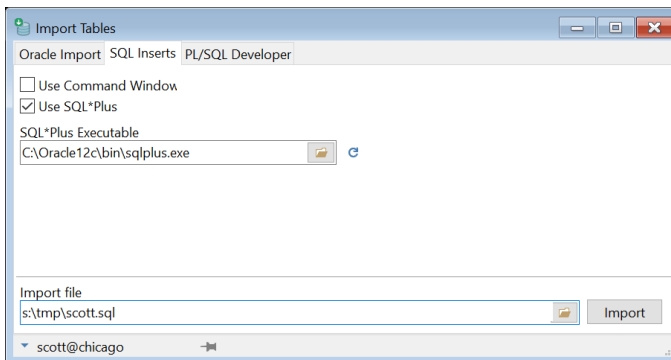 Import Tables
Oracle Import SQL Inserts PL/SQL Developer
Use Command Window
Use SQL*Plus
SQL*Plus Executable
C:\Oracle12c\bin\sqlplus.exe
Import file
s:\tmp\scott.sql
Import
scott@chicago